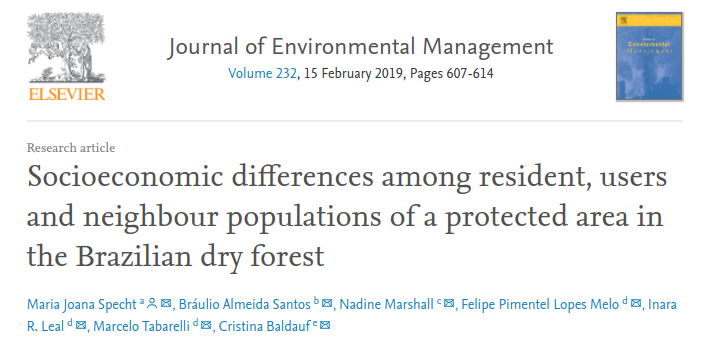 ELSEVIER
Journal of Environmental Management
Volume 232, 15 February 2019, Pages 607-614
Environmental
Management
Research article
Socioeconomic differences among resident, users
and neighbour populations of a protected area in
the Brazilian dry forest
Maria Joana Specht a, Bráulio Almeida Santos b, Nadine Marshall c, Felipe Pimentel Lopes Melo d, Inara
R. Leal d, Marcelo Tabarelli d, Cristina Baldauf e